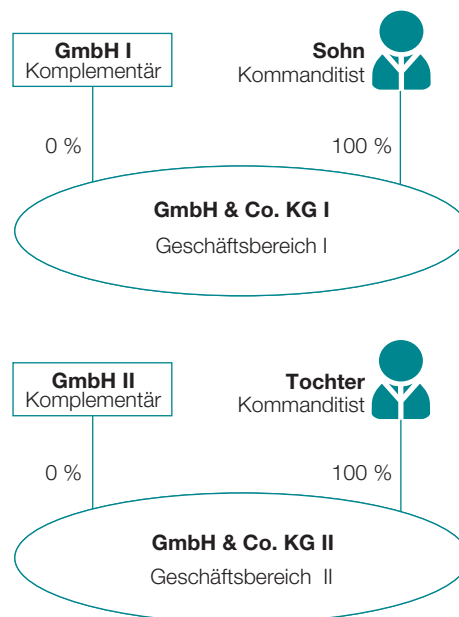 GmbH I
Komplementär
Sohn
Kommanditist
0 %
100 %
GmbH & Co. KG I
Geschäftsbereich I
GmbH II
Komplementär
Tochter
Kommanditist
0 %
100 %
GmbH & Co. KG II
Geschäftsbereich II